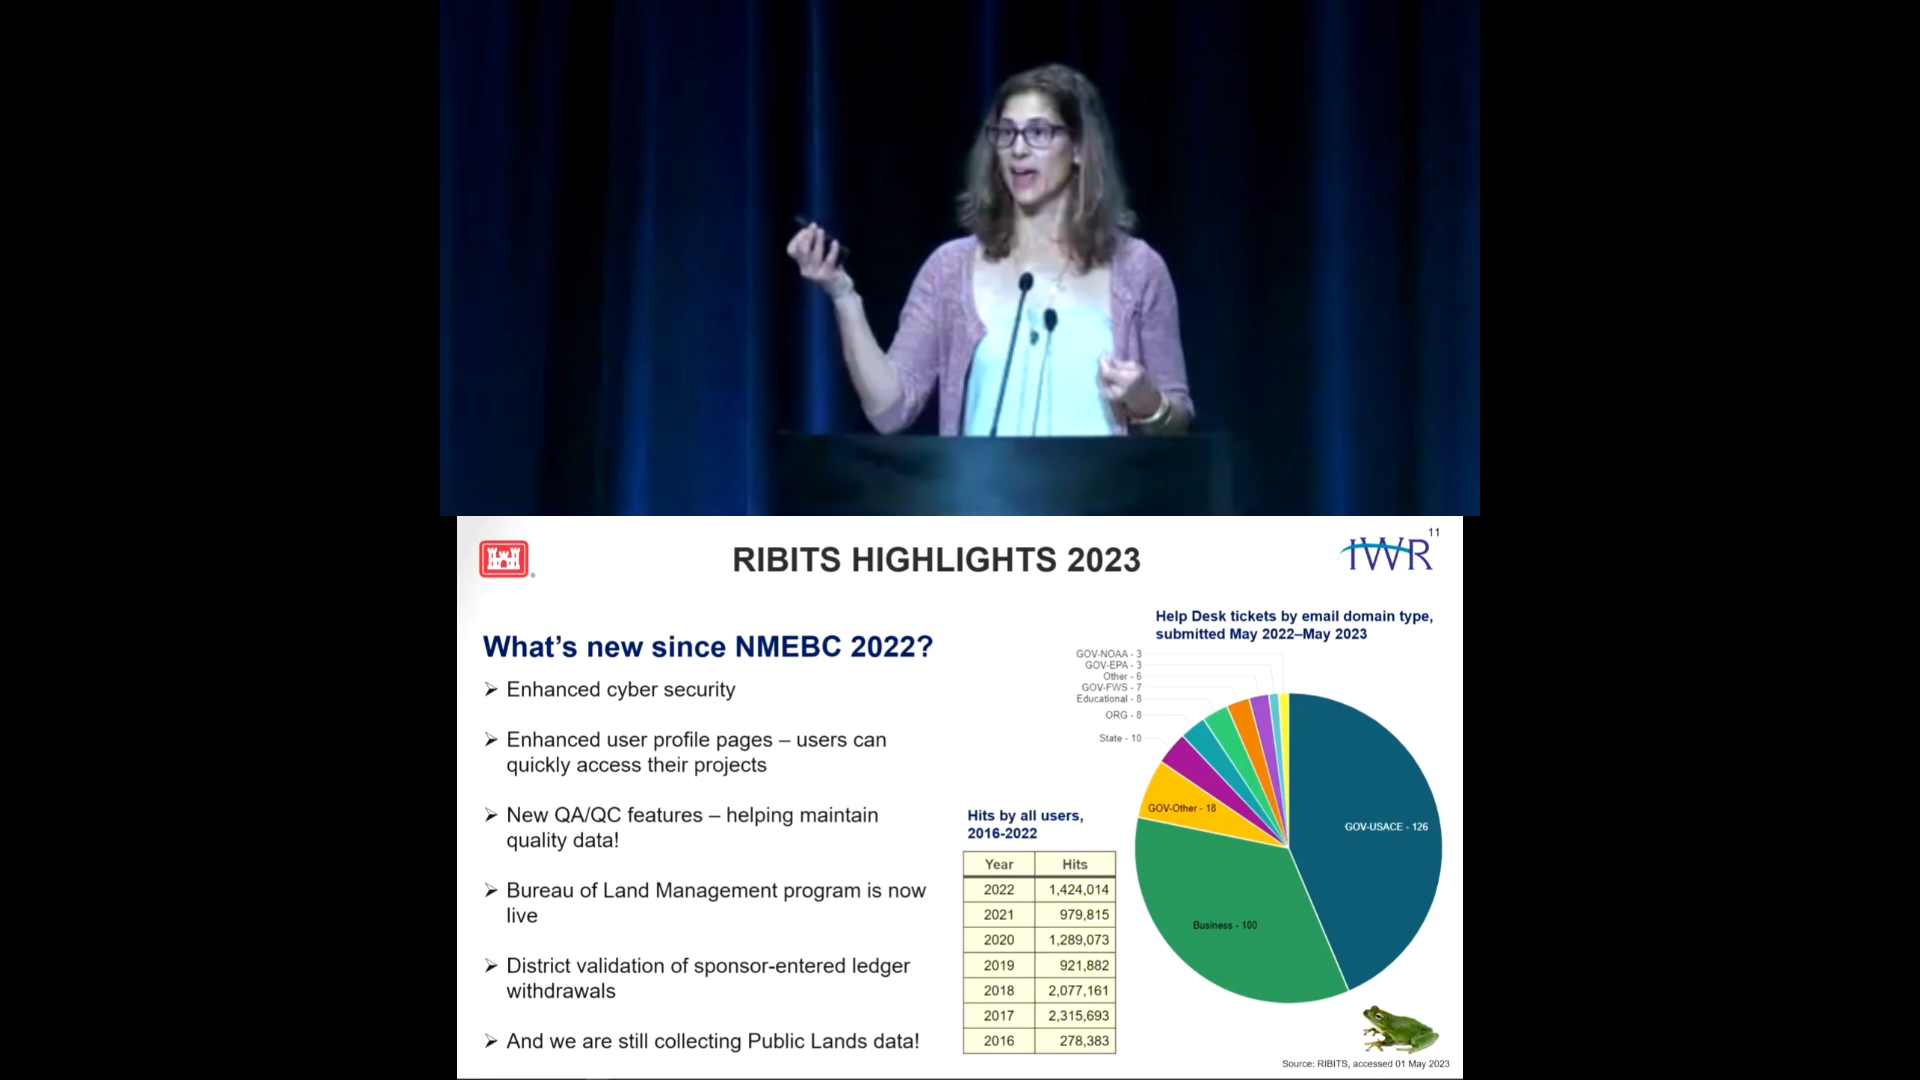 11
RIBITS HIGHLIGHTS 2023
IWR
What's new since NMEBC 2022?
➢ Enhanced cyber security
➢ Enhanced user profile pages – users can
quickly access their projects
➢ New QA/QC features – helping maintain
quality data!
➢ Bureau of Land Management program is now
live
➢ District validation of sponsor-entered ledger
withdrawals
➢ And we are still collecting Public Lands data!
Hits by all users,
2016-2022
Year Hits
2022 1,424,014
2021 979,815
2020 1,289,073
2019 921,882
2018 2,077,161
2017 2,315,693
2016 278,383
Help Desk tickets by email domain type,
submitted May 2022–May 2023
GOV-NOAA - 3
GOV-EPA - 3
Other - 6
GOV-FWS - 7
Educational - 8
ORG - 8
State - 10
GOV-Other - 18
GOV-USACE - 126
Business - 100
Source: RIBITS, accessed 01 May 2023